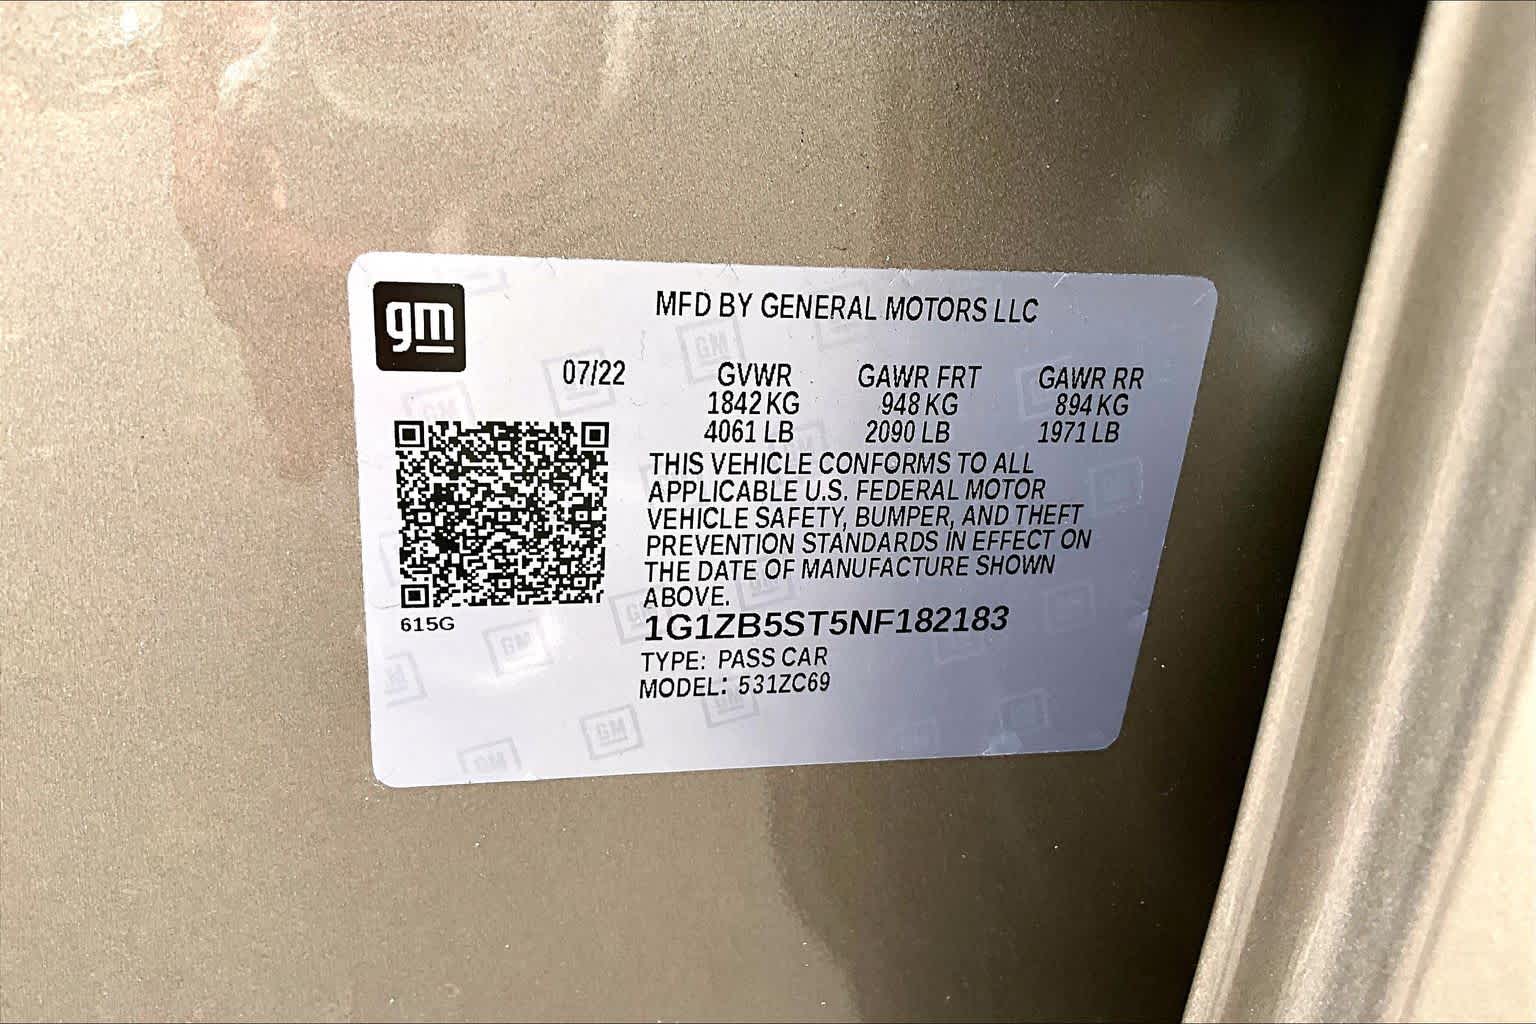 gm
MFD BY GENERAL MOTORS LLC
07/22 GVWR GAWR FRT GAWR RR
1842 KG 948 KG 894 KG
4061 LB 2090 LB 1971 LB
THIS VEHICLE CONFORMS TO ALL
APPLICABLE U.S. FEDERAL MOTOR
VEHICLE SAFETY, BUMPER, AND THEFT
PREVENTION STANDARDS IN EFFECT ON
THE DATE OF MANUFACTURE SHOWN
ABOVE.
615G
1G1ZB5ST5NF182183
TYPE: PASS CAR
MODEL: 531ZC69